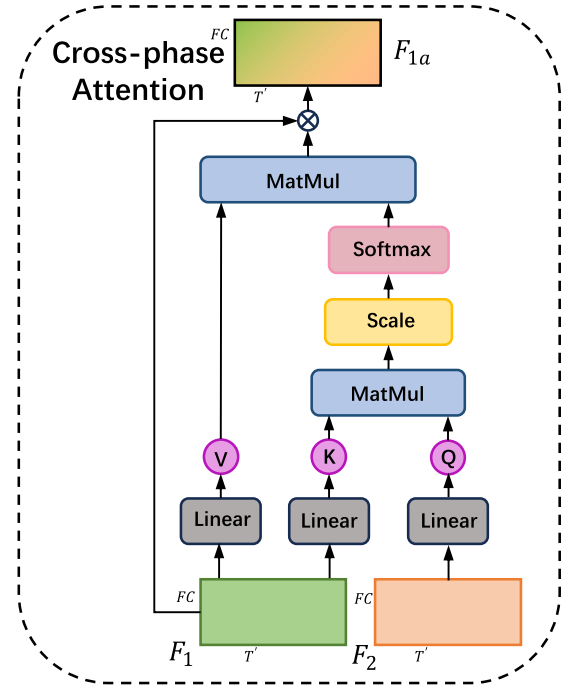 FC
Cross-phase
Attention
F1a
T'
MatMul
Softmax
Scale
MatMul
V
K
Q
Linear
Linear
Linear
FC
FC
F1
T'
F2
T'